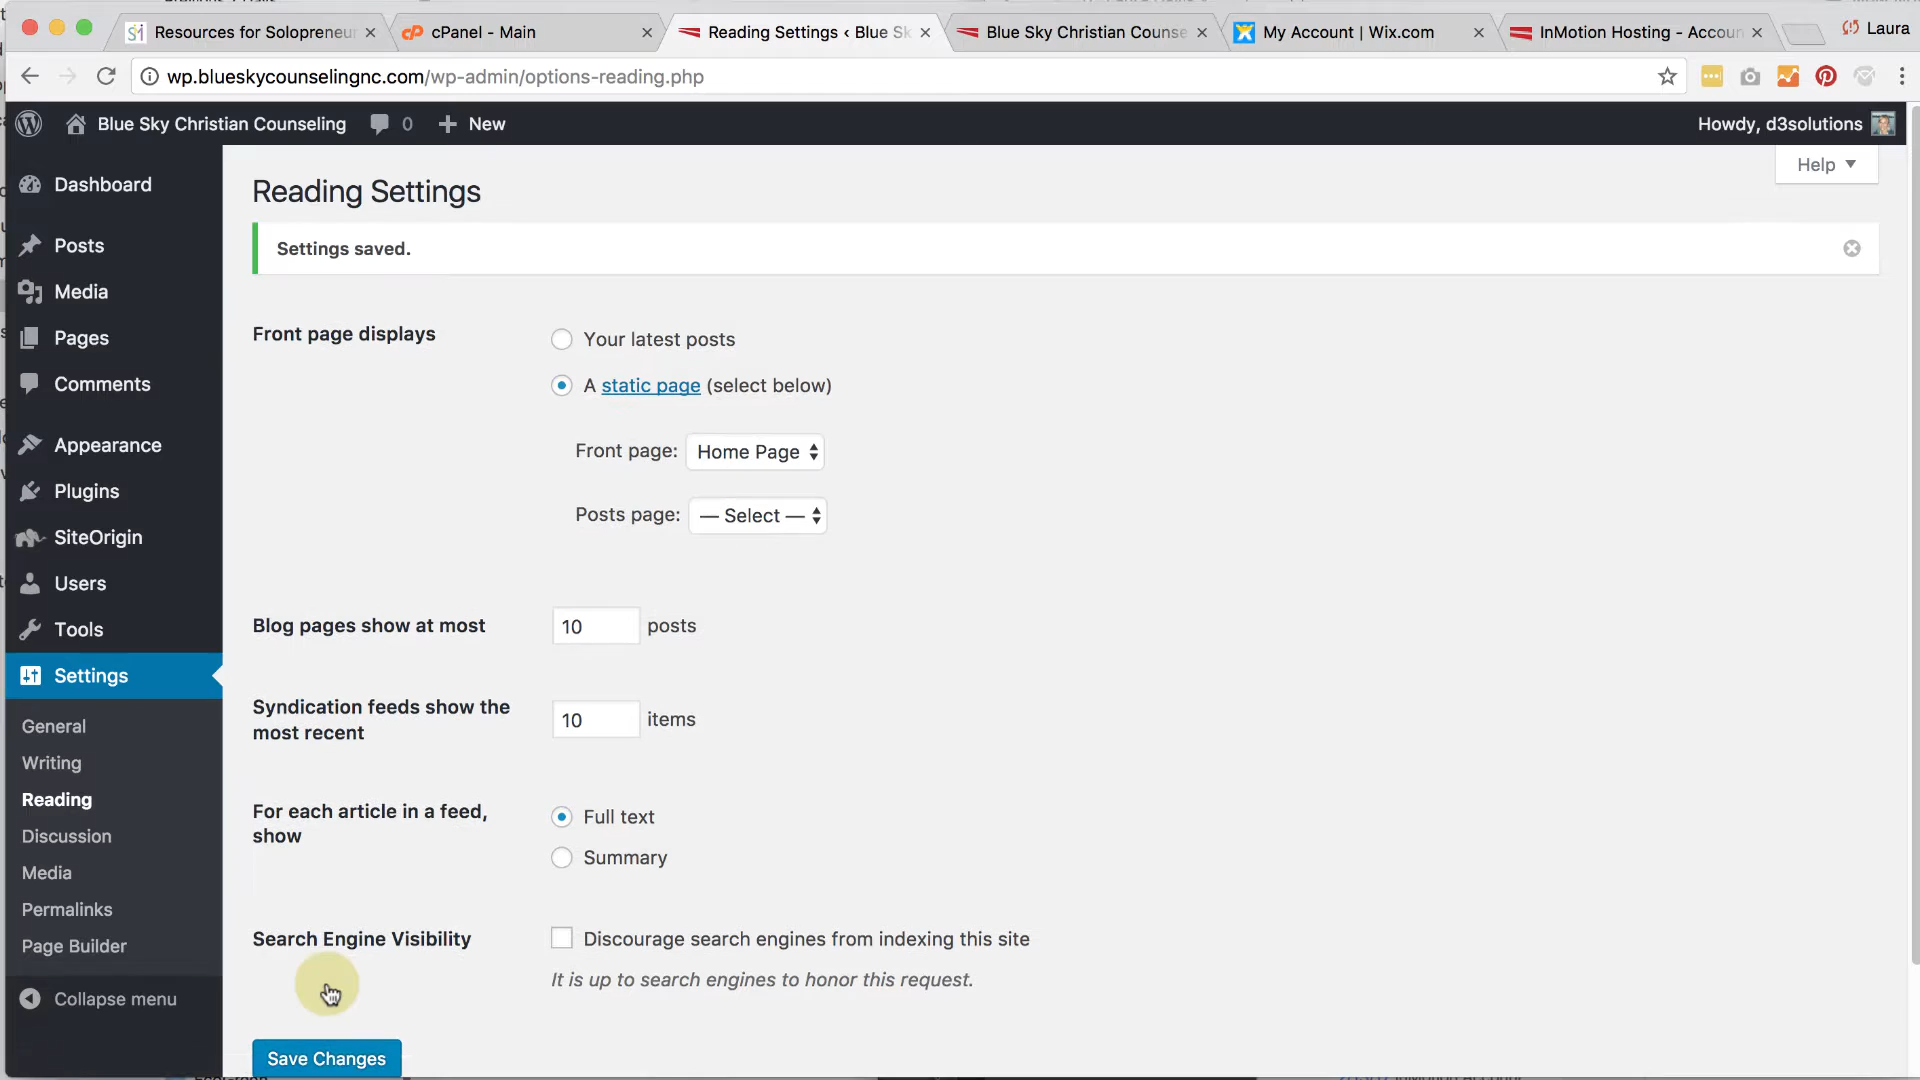 Resources for Solopreneur
cPanel - Main
Reading Settings ‹ Blue Sk
Blue Sky Christian Counse
My Account | Wix.com
InMotion Hosting - Accoun
Laura
wp.blueskycounselingnc.com/wp-admin/options-reading.php
Blue Sky Christian Counseling
0
New
Howdy, d3solutions
Help
Dashboard
Posts
Media
Pages
Comments
Appearance
Plugins
SiteOrigin
Users
Tools
Settings
General
Writing
Reading
Discussion
Media
Permalinks
Page Builder
Collapse menu
Reading Settings
Settings saved.
Front page displays
Your latest posts
A static page (select below)
Front page: Home Page
Posts page: — Select —
Blog pages show at most
10 posts
Syndication feeds show the
most recent
10 items
For each article in a feed,
show
Full text
Summary
Search Engine Visibility
Discourage search engines from indexing this site
It is up to search engines to honor this request.
Save Changes